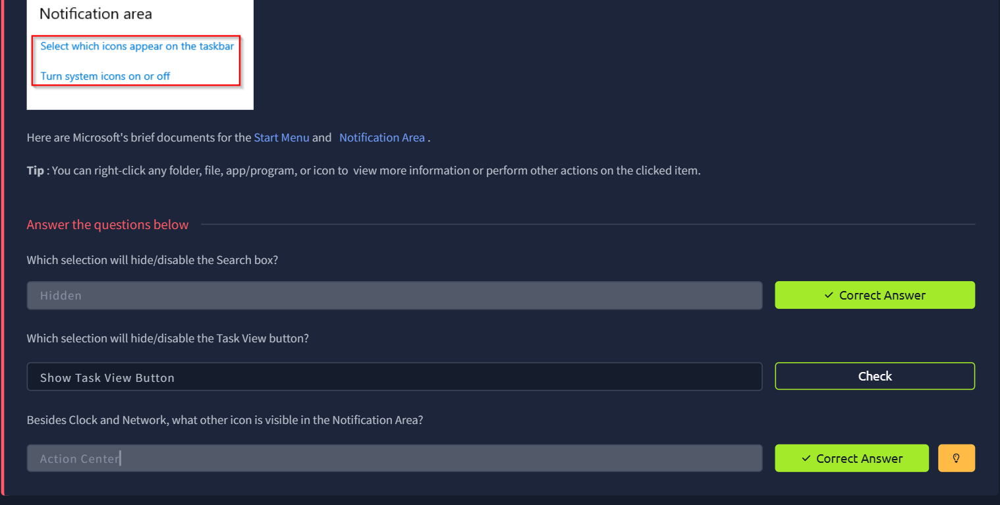 Notification area
Select which icons appear on the taskbar
Turn system icons on or off
Here are Microsoft's brief documents for the Start Menu and Notification Area .
Tip : You can right-click any folder, file, app/program, or icon to view more information or perform other actions on the clicked item.
Answer the questions below
Which selection will hide/disable the Search box?
Hidden
Correct Answer
Which selection will hide/disable the Task View button?
Show Task View Button
Check
Besides Clock and Network, what other icon is visible in the Notification Area?
Action Center
Correct Answer